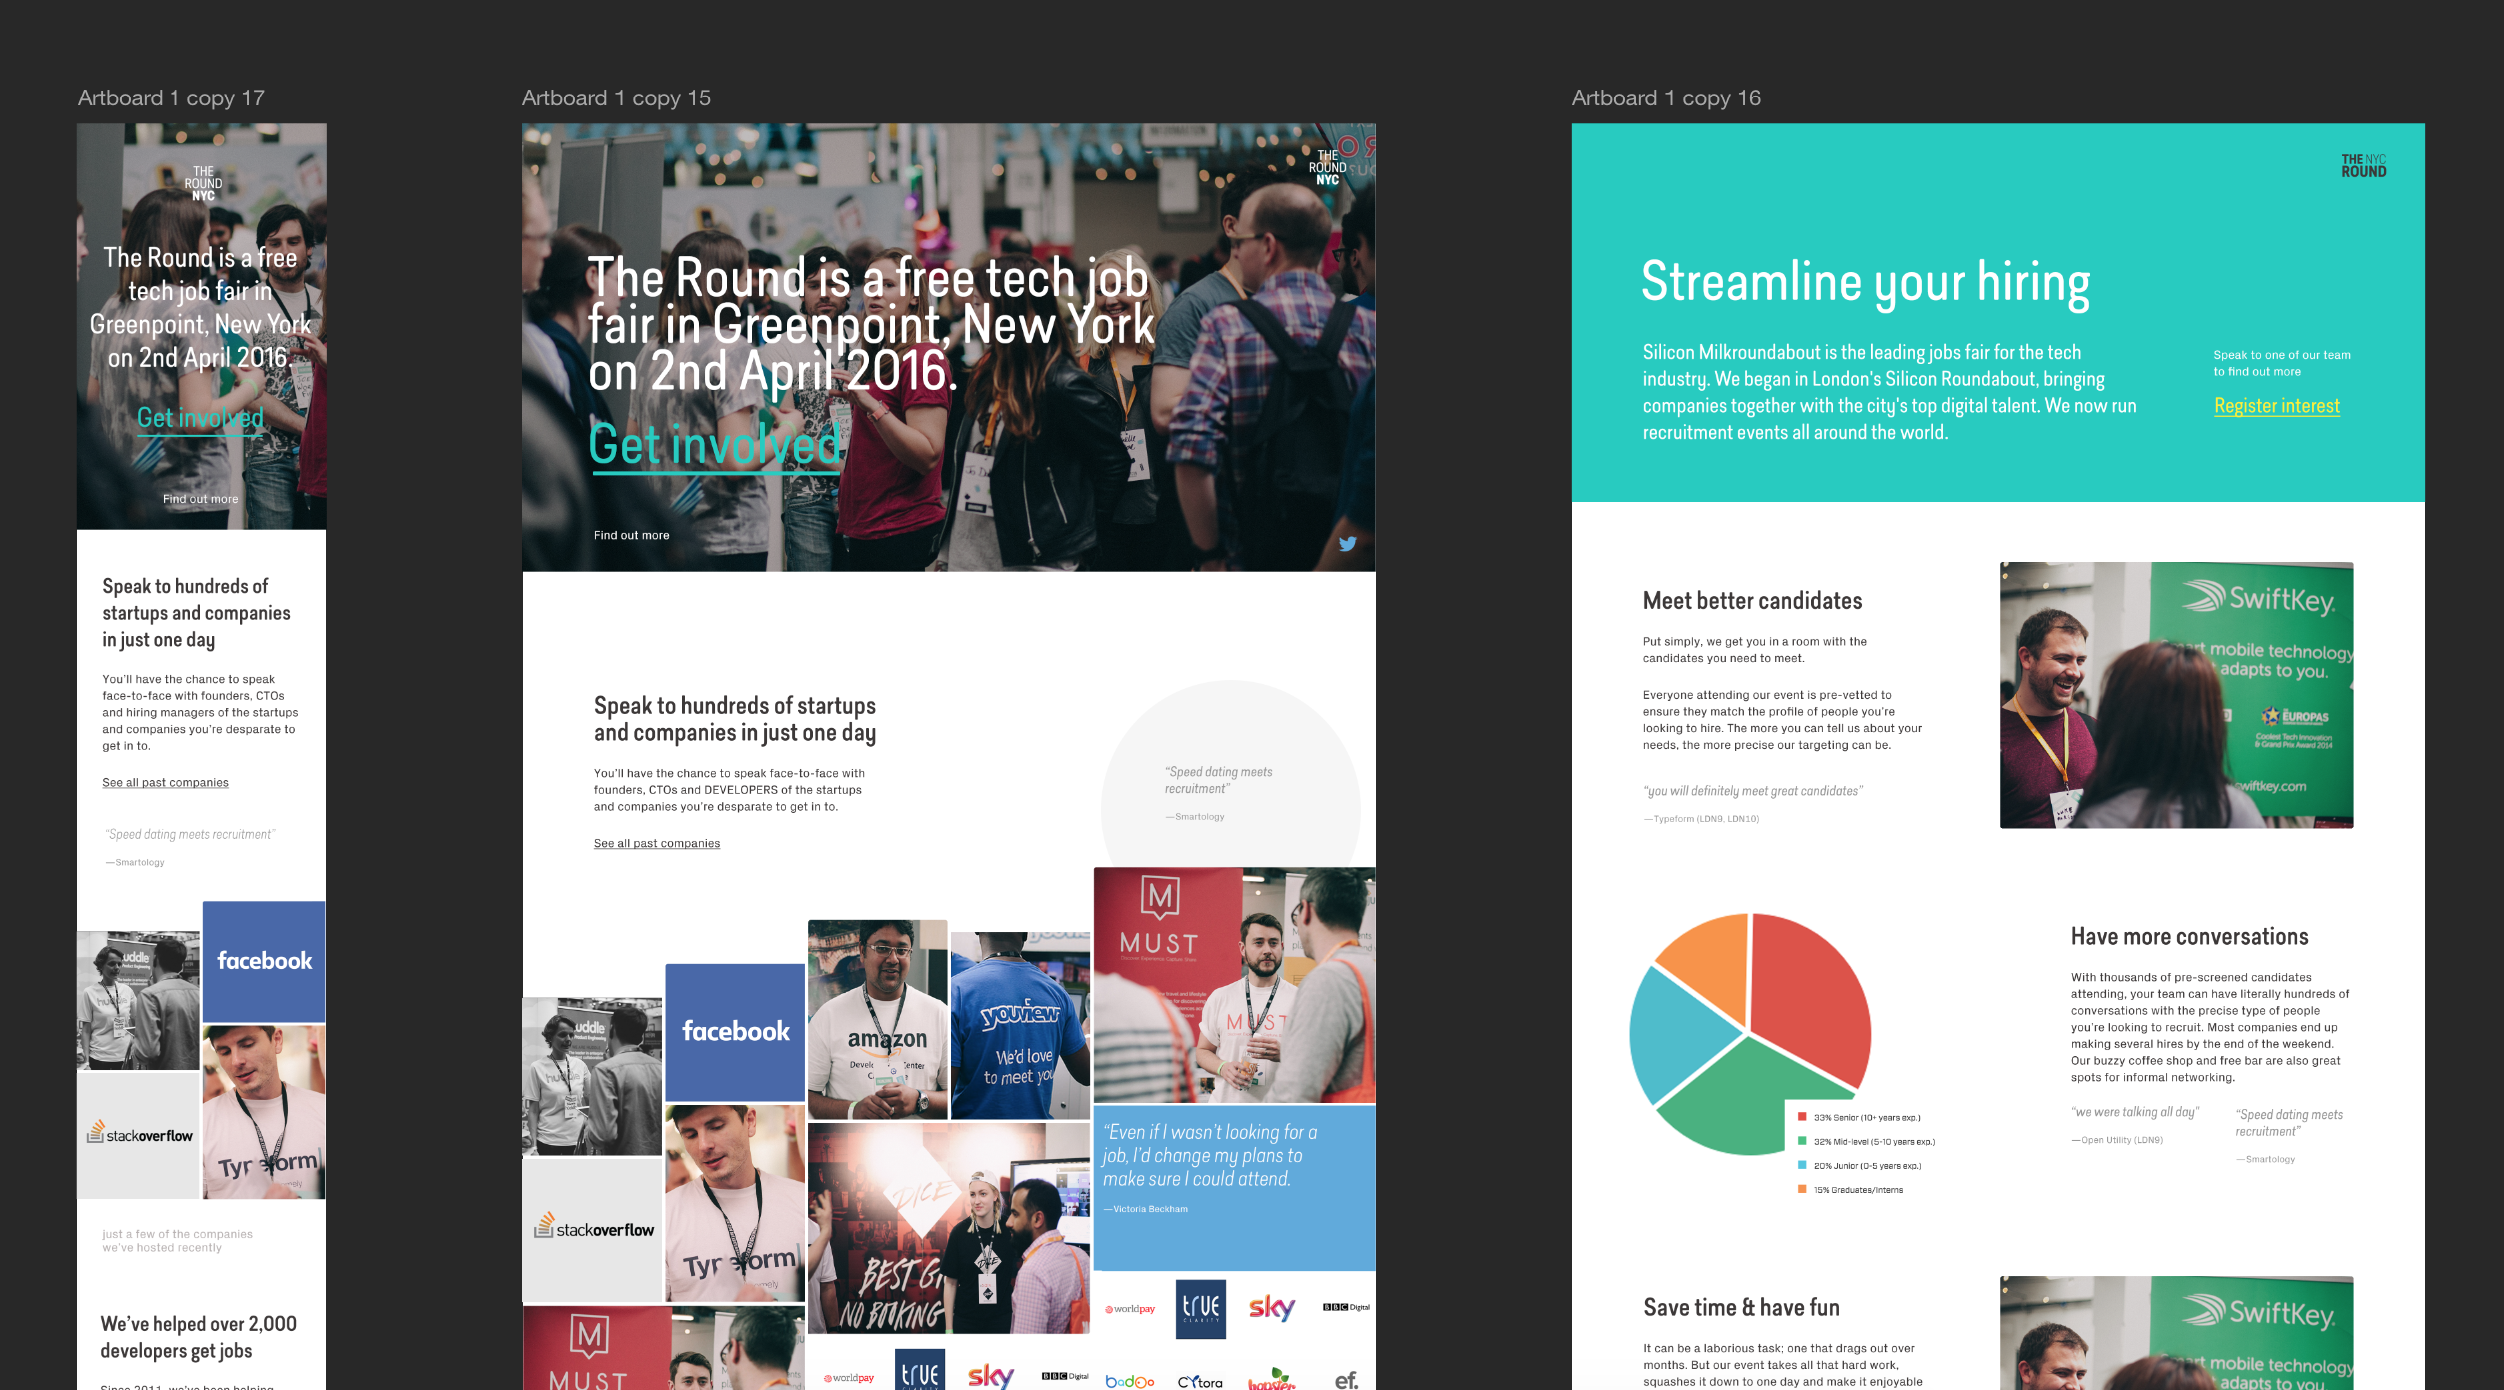 Artboard 1 copy 17
THE
ROUND
NYC
The Round is a free
tech job fair in
Greenpoint, New York
on 2nd April 2016.
Get involved
Find out more
Speak to hundreds of
startups and companies
in just one day
You'll have the chance to speak
face-to-face with founders, CTOs
and hiring managers of the startups
and companies you're desparate to
get in to.
See all past companies
“Speed dating meets recruitment”
—Smartology
facebook
stackoverflow
just a few of the companies
we've hosted recently
We've helped over 2,000
developers get jobs
Since 2011, we've been helping
Artboard 1 copy 15
THE
ROUND
NYC
The Round is a free tech job
fair in Greenpoint, New York
on 2nd April 2016.
Get involved
Find out more
Speak to hundreds of startups
and companies in just one day
You'll have the chance to speak face-to-face with
founders, CTOs and DEVELOPERS of the startups
and companies you're desparate to get in to.
See all past companies
“Speed dating meets
recruitment”
—Smartology
huddle
facebook
amazon
youview
We'd love
to meet you
MUST
MUST
stackoverflow
DICE
BEST
NO BOOKING
“Even if I wasn't looking for a
job, I'd change my plans to
make sure I could attend.
—Victoria Beckham
worldpay
true
CLARITY
sky
BBC Digital
MUST
worldpay
true
sky
BBC Digital
badoo
Cytora
ef.
Artboard 1 copy 16
THE NYC
ROUND
Streamline your hiring
Silicon Milkroundabout is the leading jobs fair for the tech
industry. We began in London's Silicon Roundabout, bringing
companies together with the city's top digital talent. We now run
recruitment events all around the world.
Speak to one of our team
to find out more
Register interest
Meet better candidates
Put simply, we get you in a room with the
candidates you need to meet.
Everyone attending our event is pre-vetted to
ensure they match the profile of people you're
looking to hire. The more you can tell us about your
needs, the more precise our targeting can be.
“you will definitely meet great candidates”
—Typeform (LDN9, LDN10)
SwiftKey
mobile technology
adapts to you.
EUROPAS
Coolest Tech Innovation
& Grand Prix Award 2014
swiftkey.com
33% Senior (10+ years exp.)
32% Mid-level (5-10 years exp.)
20% Junior (0-5 years exp.)
15% Graduates/Interns
Have more conversations
With thousands of pre-screened candidates
attending, your team can have literally hundreds of
conversations with the precise type of people
you're looking to recruit. Most companies end up
making several hires by the end of the weekend.
Our buzzy coffee shop and free bar are also great
spots for informal networking.
“we were talking all day”
—Open Utility (LDN9)
“Speed dating meets
recruitment”
—Smartology
Save time & have fun
It can be a laborious task; one that drags out over
months. But our event takes all that hard work,
squashes it down to one day and make it enjoyable
SwiftKey
mobile technology
adapts to you